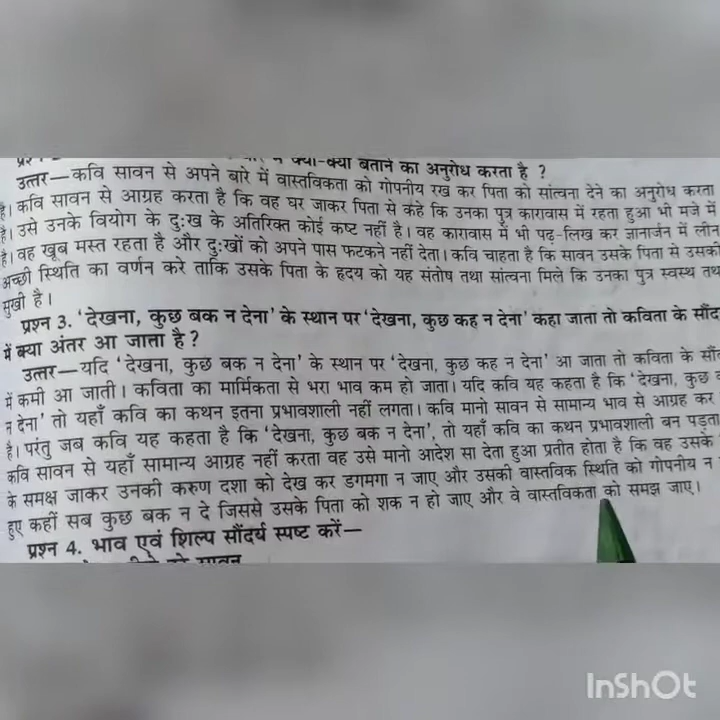 क्या-क्या बताने का अनुरोध करता है ?
उत्तर—कवि सावन से अपने बारे में वास्तविकता को गोपनीय रख कर पिता को सांत्वना देने का अनुरोध करता
है। कवि सावन से आग्रह करता है कि वह घर जाकर पिता से कहे कि उनका पुत्र कारावास में रहता हुआ भी मजे में
है। उसे उनके वियोग के दुःख के अतिरिक्त कोई कष्ट नहीं है। वह कारावास में भी पढ़-लिख कर ज्ञानार्जन में लीन
है। वह खूब मस्त रहता है और दुःखों को अपने पास फटकने नहीं देता। कवि चाहता है कि सावन उसके पिता से उसकी
अच्छी स्थिति का वर्णन करे ताकि उसके पिता के हृदय को यह संतोष तथा सांत्वना मिले कि उनका पुत्र स्वस्थ
सुखी है।
प्रश्न 3. 'देखना, कुछ बक न देना' के स्थान पर 'देखना, कुछ कह न देना' कहा जाता तो कविता के
में क्या अंतर आ जाता है ?
उत्तर—यदि 'देखना, कुछ बक न देना' के स्थान पर 'देखना, कुछ कह न देना' आ जाता तो कविता के
में कमी आ जाती। कविता का मार्मिकता से भरा भाव कम हो जाता। यदि कवि यह कहता है कि 'देखना, कुछ
न देना' तो यहाँ कवि का कथन इतना प्रभावशाली नहीं लगता। कवि मानो सावन से सामान्य भाव से आग्रह कर
है। परंतु जब कवि यह कहता है कि 'देखना, कुछ बक न देना', तो यहाँ कवि का कथन प्रभावशाली बन पड़ता
कवि सावन से यहाँ सामान्य आग्रह नहीं करता वह उसे मानो आदेश सा देता हुआ प्रतीत होता है कि वह उसके
के समक्ष जाकर उनकी करुण दशा को देख कर डगमगा न जाए और उसकी वास्तविक स्थिति को गोपनीय न
हुए कहीं सब कुछ बक न दे जिससे उसके पिता को शक न हो जाए और वे वास्तविकता को समझ जाए।
प्रश्न 4. भाव एवं शिल्प सौंदर्य स्पष्ट करें—
InShOt